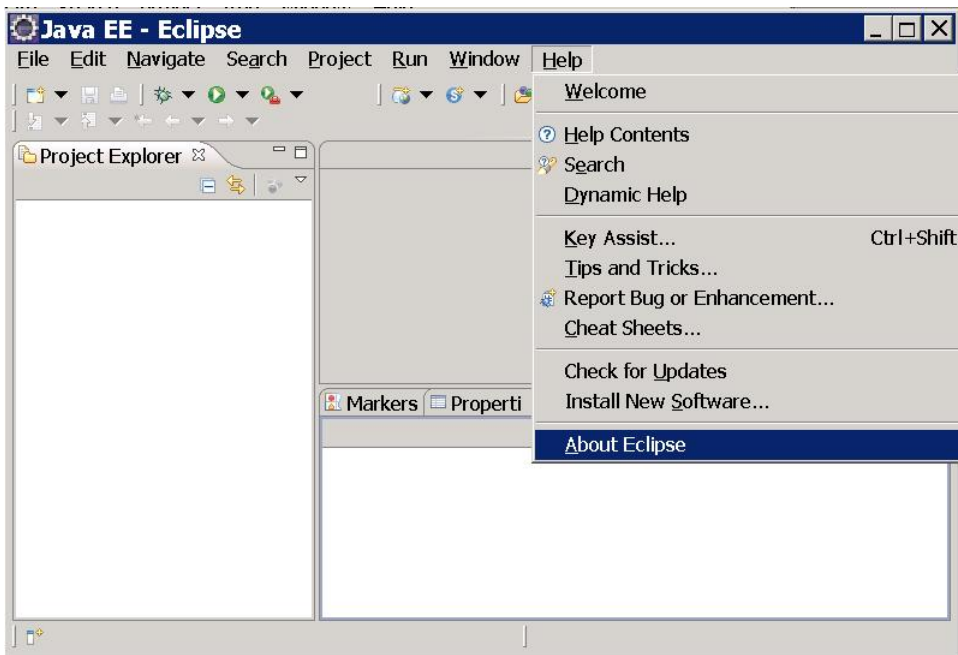 Java EE - Eclipse
File Edit Navigate Search Project Run Window Help
Welcome
Help Contents
Search
Dynamic Help
Key Assist... Ctrl+Shift
Tips and Tricks...
Report Bug or Enhancement...
Cheat Sheets...
Check for Updates
Install New Software...
About Eclipse
Project Explorer
Markers Properti